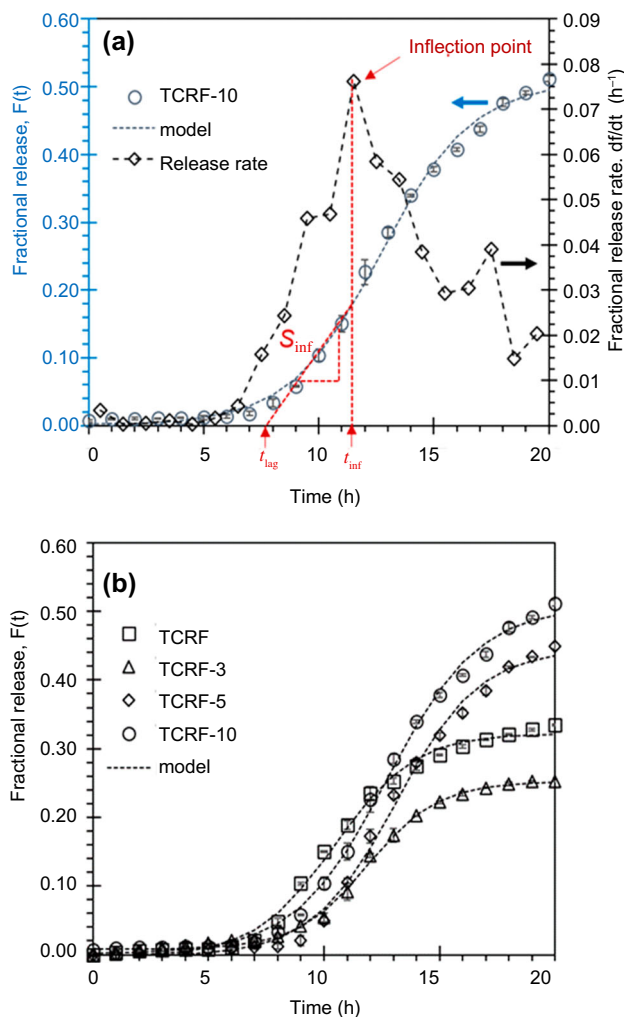 (a)
Fractional release, F(t)
0.60
0.50
0.40
0.30
0.20
0.10
0.00
TCRF-10
model
Release rate
Inflection point
S_inf
t_lag
t_inf
0.09
0.08
0.07
0.06
0.05
0.04
0.03
0.02
0.01
0.00
Fractional release rate. df/dt (h⁻¹)
0 5 10 15 20
Time (h)
(b)
Fractional release, F(t)
0.60
0.50
0.40
0.30
0.20
0.10
0.00
TCRF
TCRF-3
TCRF-5
TCRF-10
model
0 5 10 15 20
Time (h)